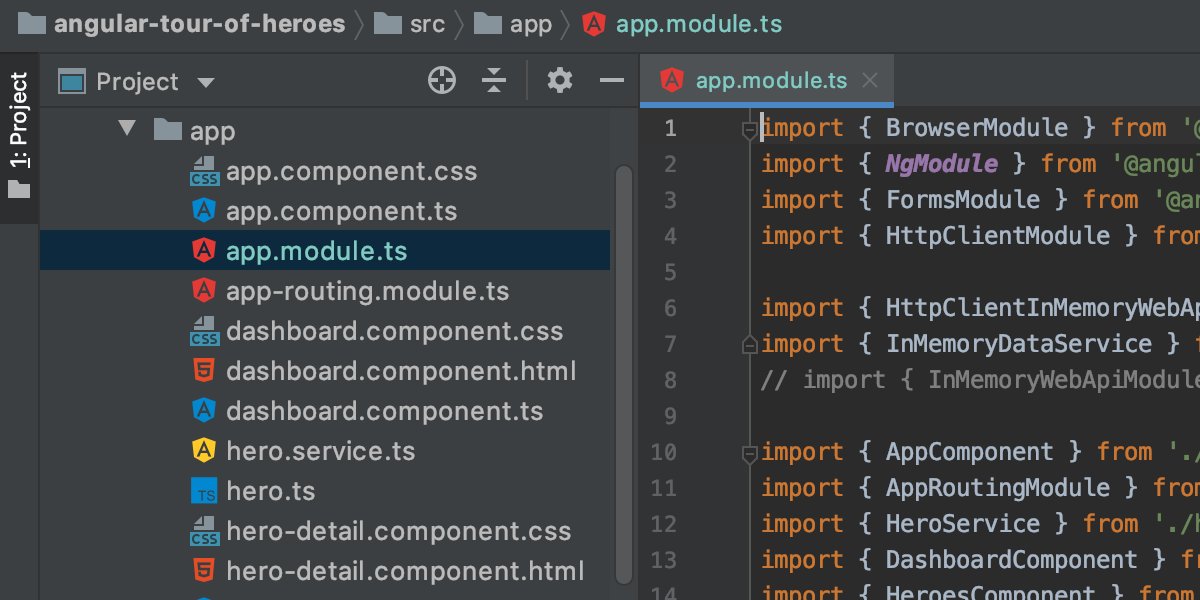 angular-tour-of-heroes src app app.module.ts
1: Project
Project
app
app.component.css
app.component.ts
app.module.ts
app-routing.module.ts
dashboard.component.css
dashboard.component.html
dashboard.component.ts
hero.service.ts
hero.ts
hero-detail.component.css
hero-detail.component.html
app.module.ts
1 import { BrowserModule } from '@
2 import { NgModule } from '@angul
3 import { FormsModule } from '@an
4 import { HttpClientModule } from
5
6 import { HttpClientInMemoryWebAp
7 import { InMemoryDataService } f
8 // import { InMemoryWebApiModule
9
10 import { AppComponent } from './
11 import { AppRoutingModule } from
12 import { HeroService } from './h
13 import { DashboardComponent } fr
14 import { HeroesComponent } from